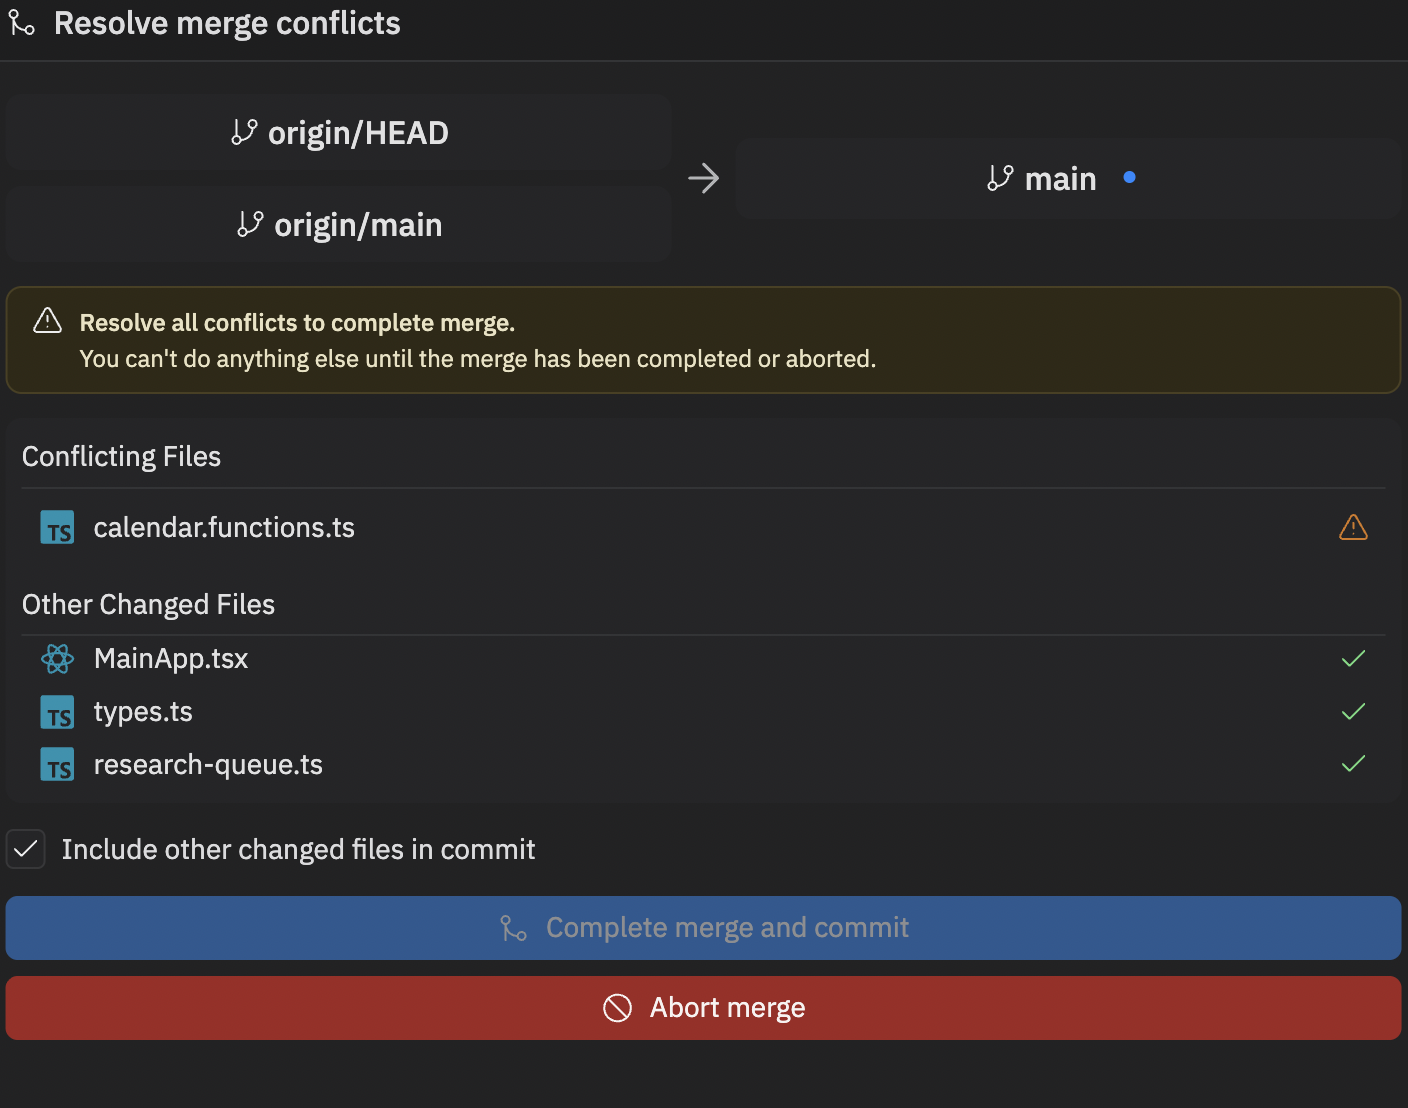 Resolve merge conflicts
origin/HEAD
origin/main
main
Resolve all conflicts to complete merge.
You can't do anything else until the merge has been completed or aborted.
Conflicting Files
TS calendar.functions.ts
Other Changed Files
MainApp.tsx
TS types.ts
TS research-queue.ts
Include other changed files in commit
Complete merge and commit
Abort merge